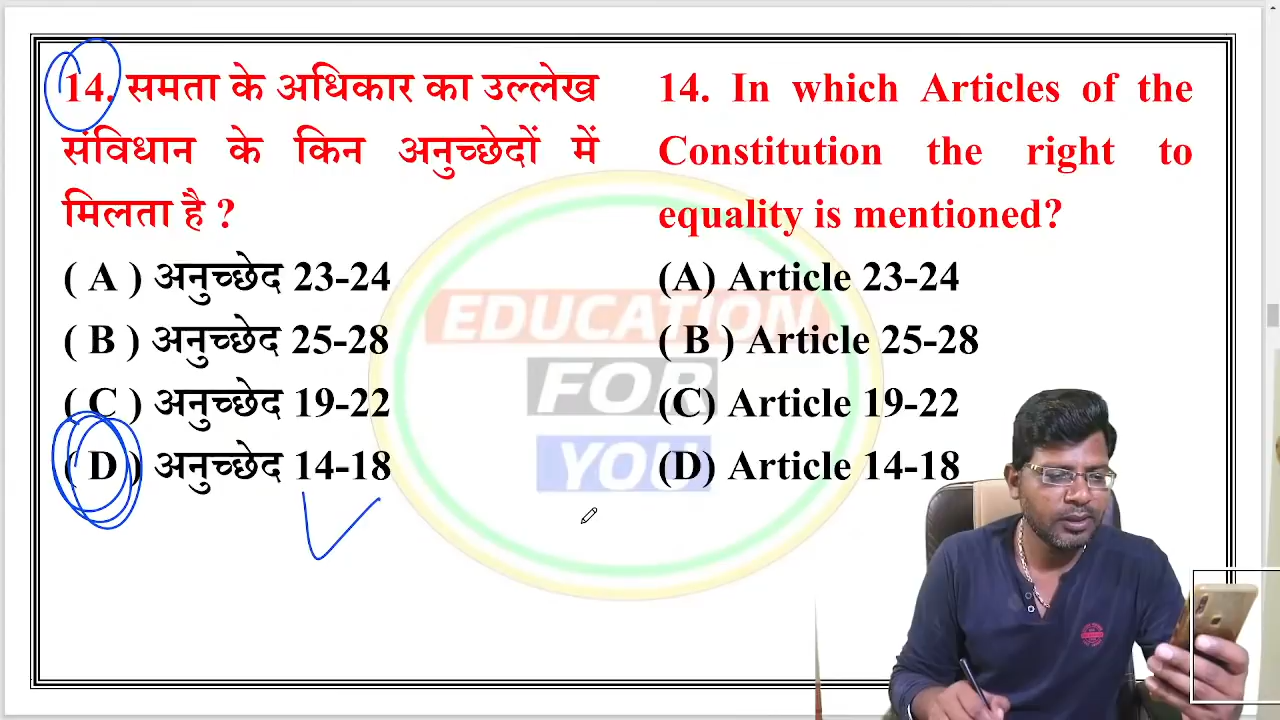 14. समता के अधिकार का उल्लेख
संविधान के किन अनुच्छेदों में
मिलता है ?
( A ) अनुच्छेद 23-24
( B ) अनुच्छेद 25-28
( C ) अनुच्छेद 19-22
( D ) अनुच्छेद 14-18
14. In which Articles of the
Constitution the right to
equality is mentioned?
(A) Article 23-24
( B ) Article 25-28
(C) Article 19-22
(D) Article 14-18
EDUCATION
FOR
YOU